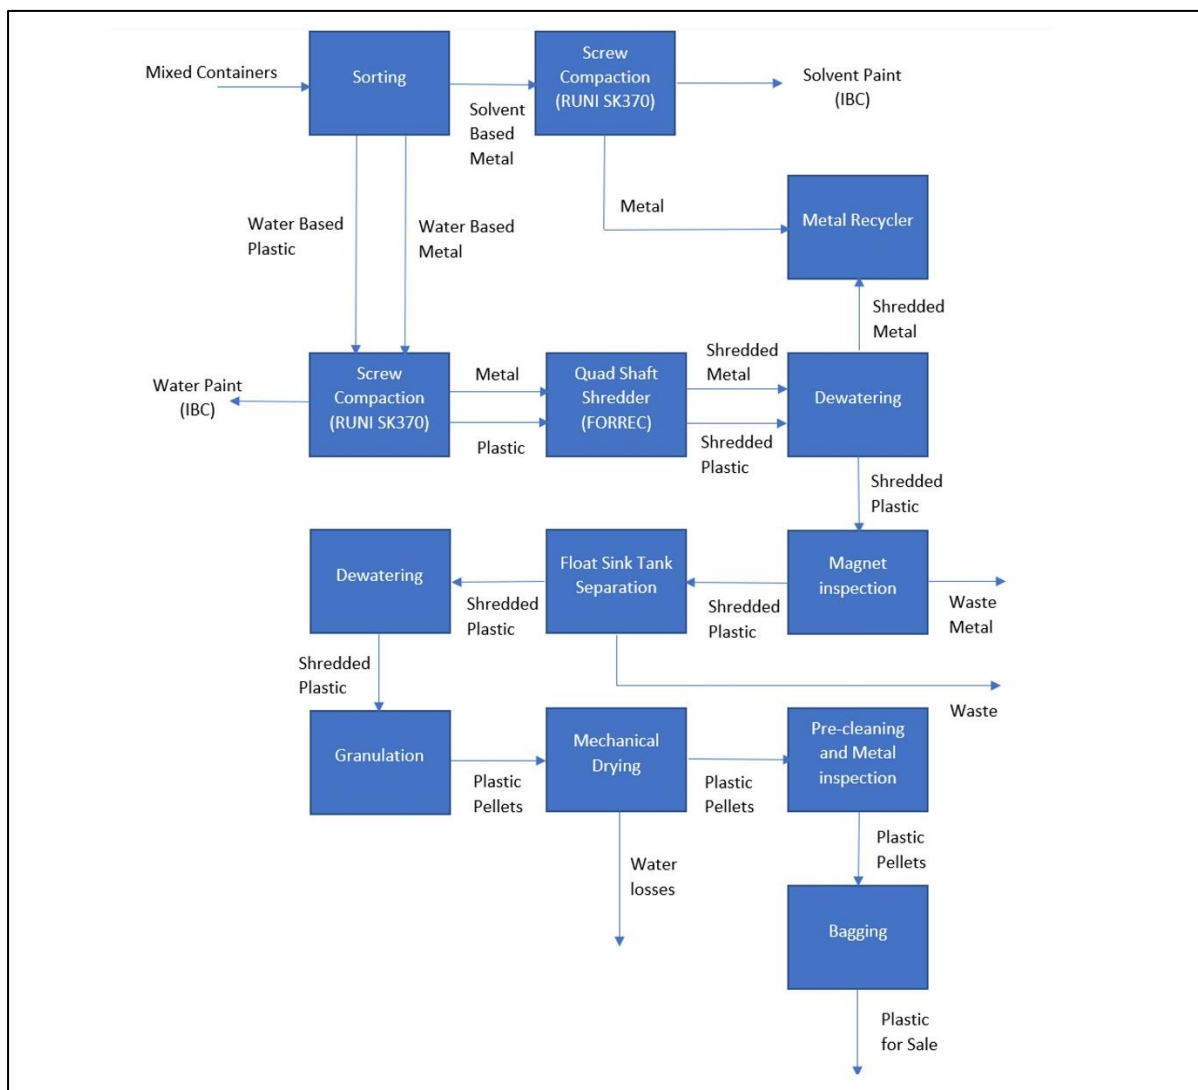 Mixed Containers
Sorting
Solvent
Based
Metal
Screw
Compaction
(RUNI SK370)
Solvent Paint
(IBC)
Water Based
Plastic
Water Based
Metal
Metal
Metal Recycler
Shredded
Metal
Water Paint
(IBC)
Screw
Compaction
(RUNI SK370)
Metal
Plastic
Quad Shaft
Shredder
(FORREC)
Shredded
Metal
Shredded
Plastic
Dewatering
Shredded
Plastic
Dewatering
Shredded
Plastic
Float Sink Tank
Separation
Shredded
Plastic
Magnet
inspection
Waste
Metal
Shredded
Plastic
Waste
Granulation
Plastic
Pellets
Mechanical
Drying
Plastic
Pellets
Pre-cleaning
and Metal
inspection
Water
losses
Plastic
Pellets
Bagging
Plastic
for Sale